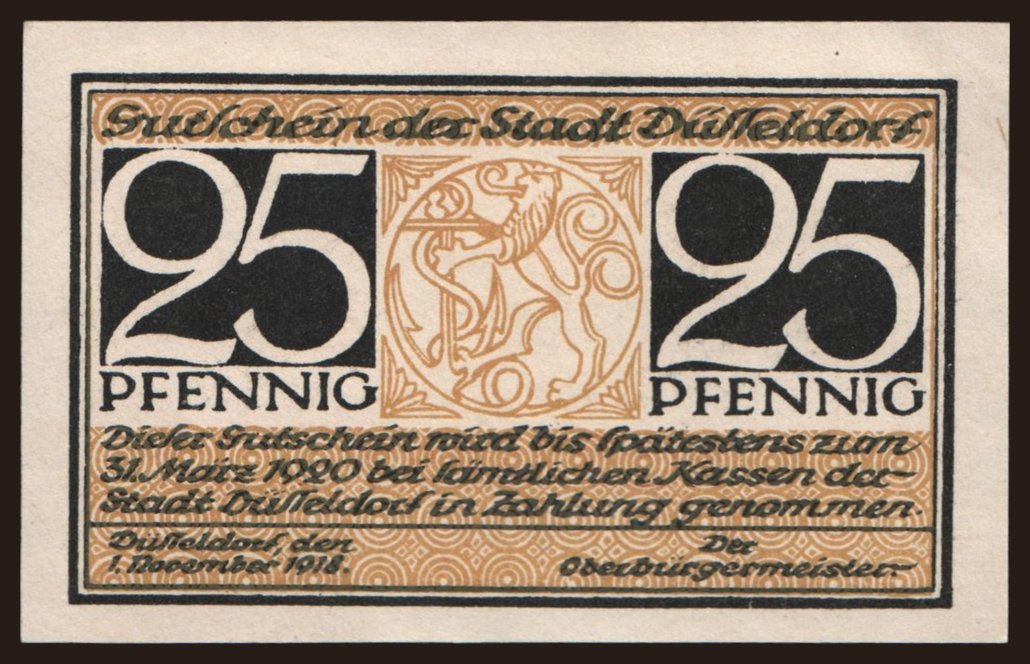 Gutschein der Stadt Düsseldorf
25 25
PFENNIG PFENNIG
Dieser Gutschein wird bis spätestens zum
31. März 1920 bei sämtlichen Kassen der
Stadt Düsseldorf in Zahlung genommen.
Düsseldorf, den
1. November 1918.
Der
Oberbürgermeister: